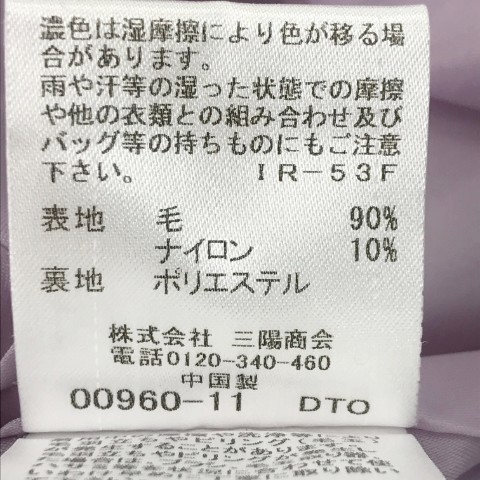 濃色は湿摩擦により色が移る場
合があります。
雨や汗等の湿った状態での摩擦
や他の衣類との組み合わせ及び
バッグ等の持ちものにもご注意
下さい。 IR-53F
表地 毛 90%
ナイロン 10%
裏地 ポリエステル
株式会社 三陽商会
電話0120-340-460
中国製
00960-11 DTO